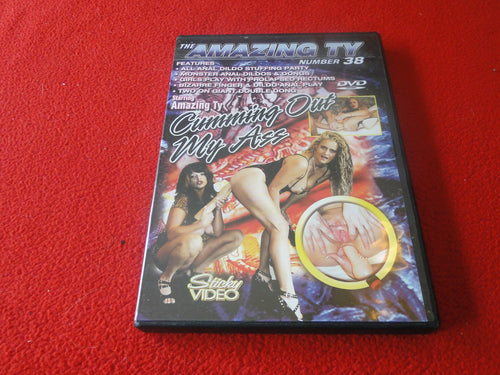 THE AMAZING TY
NUMBER 38
FEATURES
• ALL ANAL DILDO STUFFING PARTY
• MONSTER ANAL DILDOS & DONGS
• GIRLS PLAY WITH PROLAPSED RECTUMS
• BIZARRE FINGER & DILDO ANAL PLAY
• TWO ON GIANT DOUBLE DONG
DVD
Starring
Amazing Ty
Cumming Out
My Ass
Sticky
VIDEO